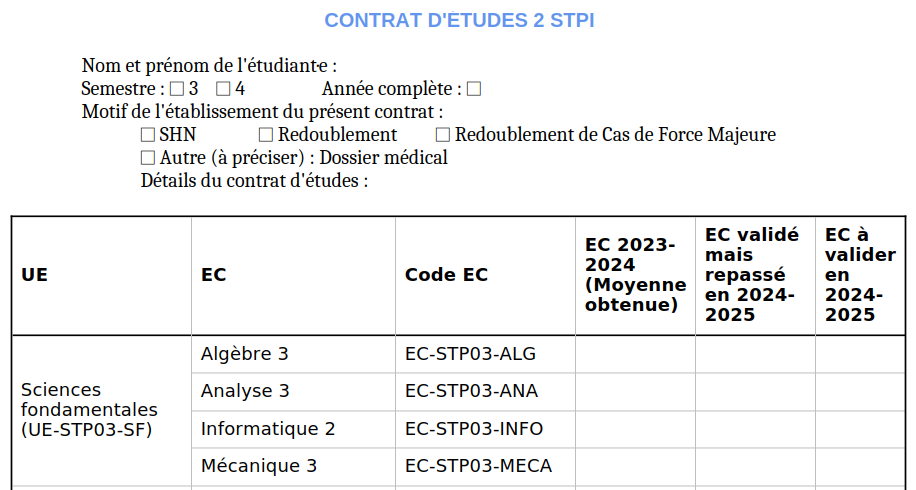 CONTRAT D'ÉTUDES 2 STPI
Nom et prénom de l'étudiant·e :
Semestre : ☐ 3 ☐ 4 Année complète : ☐
Motif de l'établissement du présent contrat :
☐ SHN ☐ Redoublement ☐ Redoublement de Cas de Force Majeure
☐ Autre (à préciser) : Dossier médical
Détails du contrat d'études :
UE
EC
Code EC
EC 2023-
2024
(Moyenne
obtenue)
EC validé
mais
repassé
en 2024-
2025
EC à
valider
en
2024-
2025
Sciences
fondamentales
(UE-STP03-SF)
Algèbre 3 EC-STP03-ALG
Analyse 3 EC-STP03-ANA
Informatique 2 EC-STP03-INFO
Mécanique 3 EC-STP03-MECA